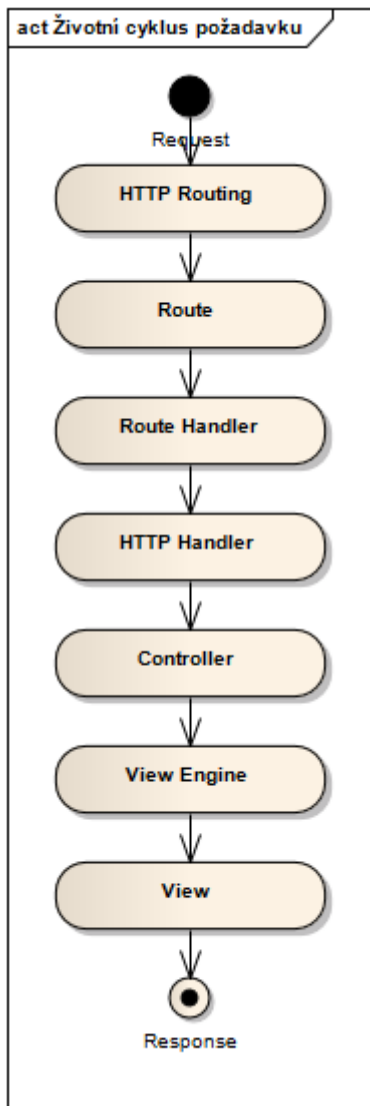 act Životní cyklus požadavku
Request
HTTP Routing
Route
Route Handler
HTTP Handler
Controller
View Engine
View
Response